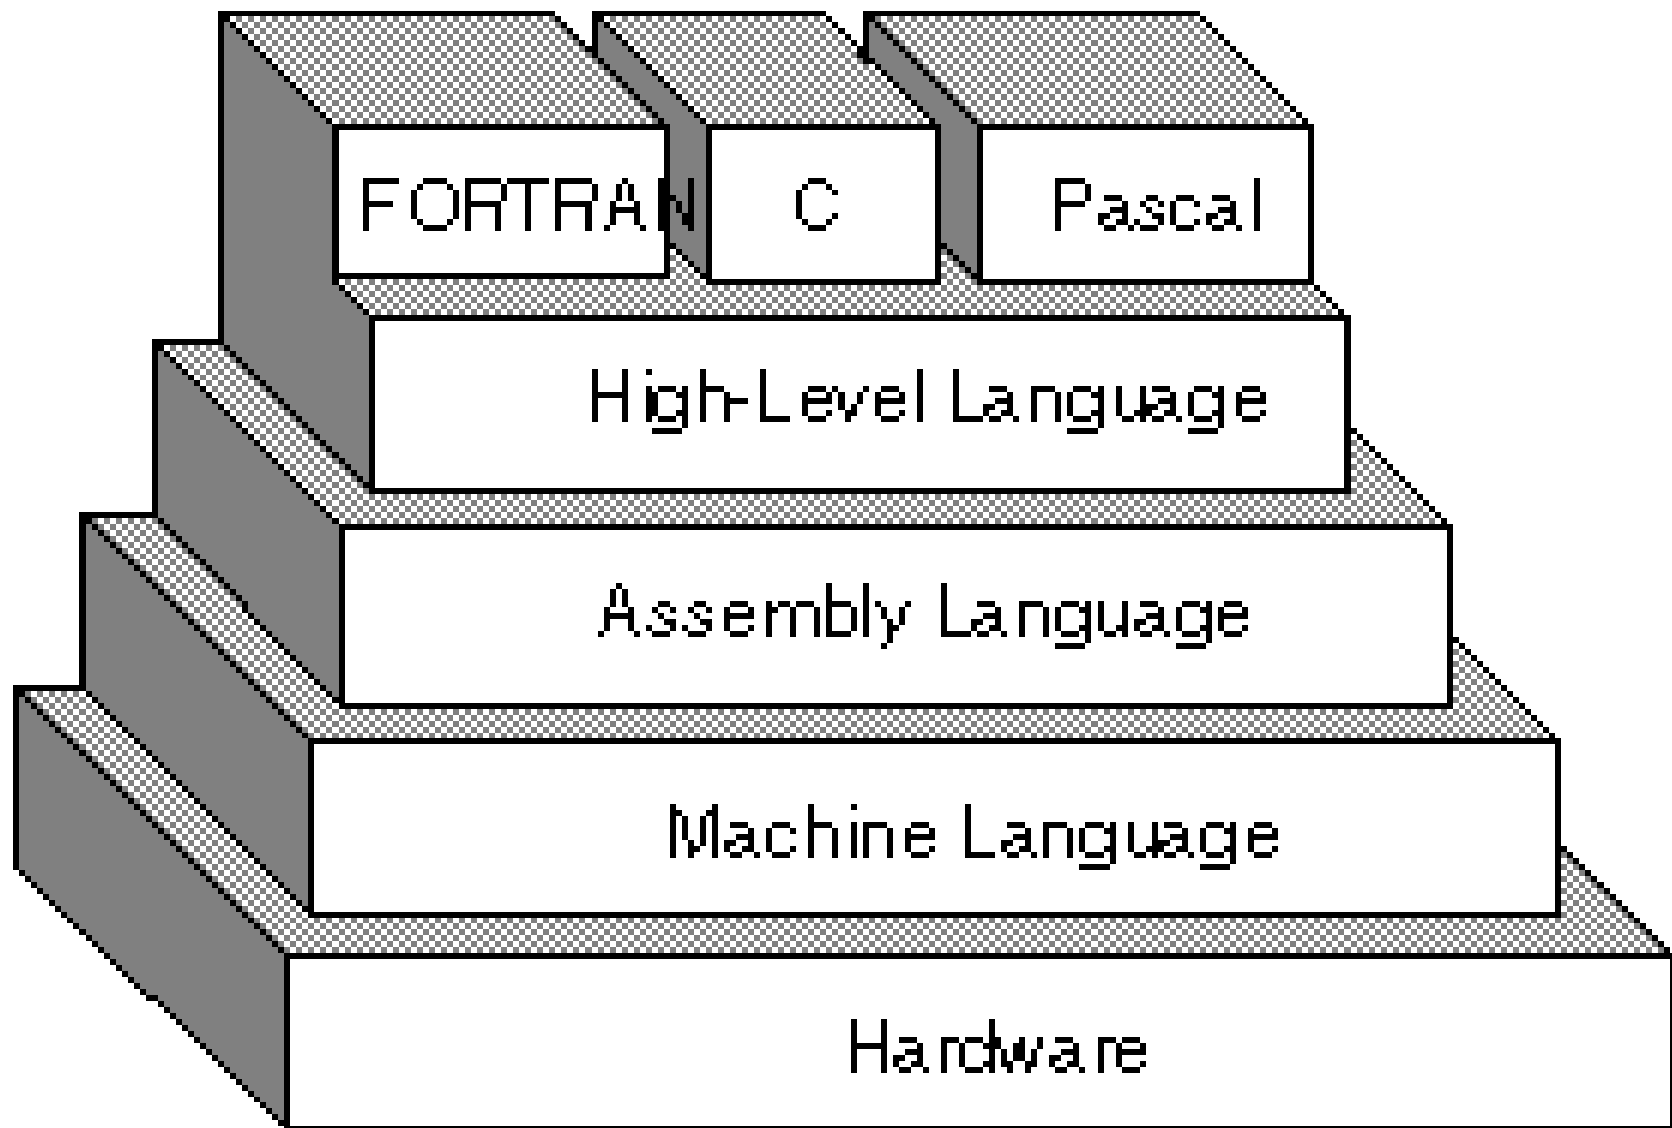 FORTRAN C Pascal
High-Level Language
Assembly Language
Machine Language
Hardware